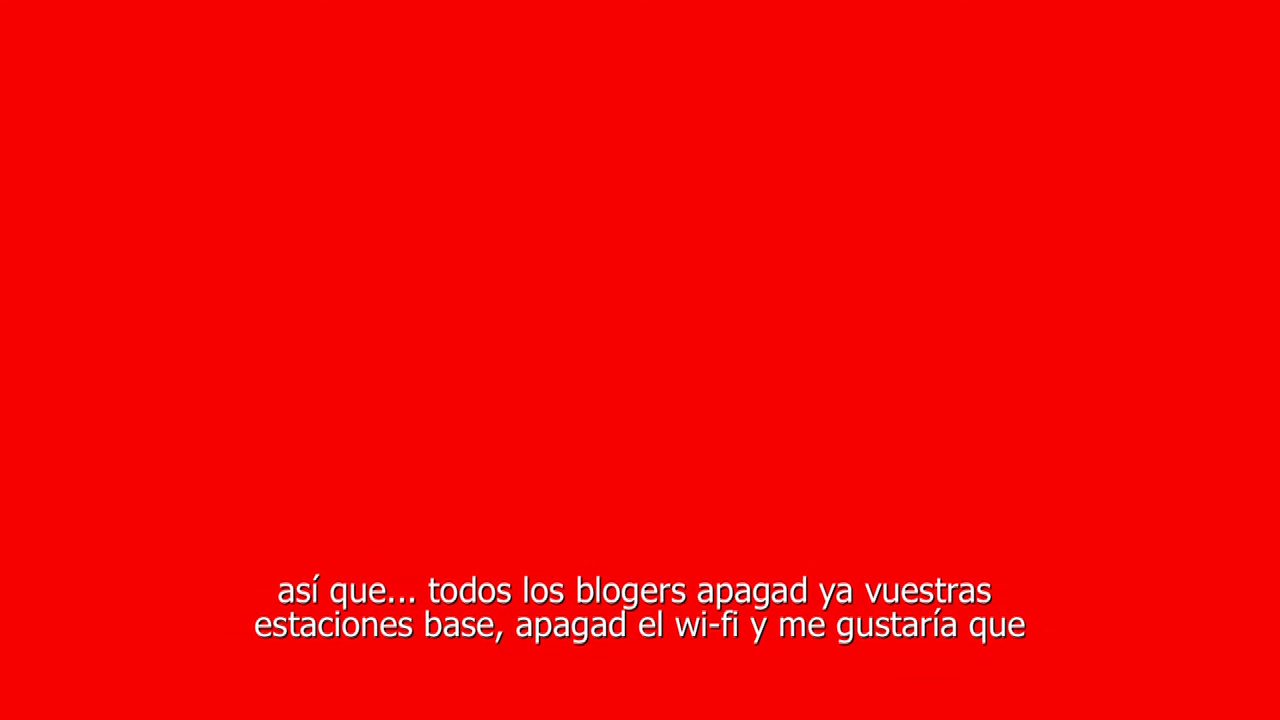 así que... todos los blogers apagad ya vuestras
estaciones base, apagad el wi-fi y me gustaría que